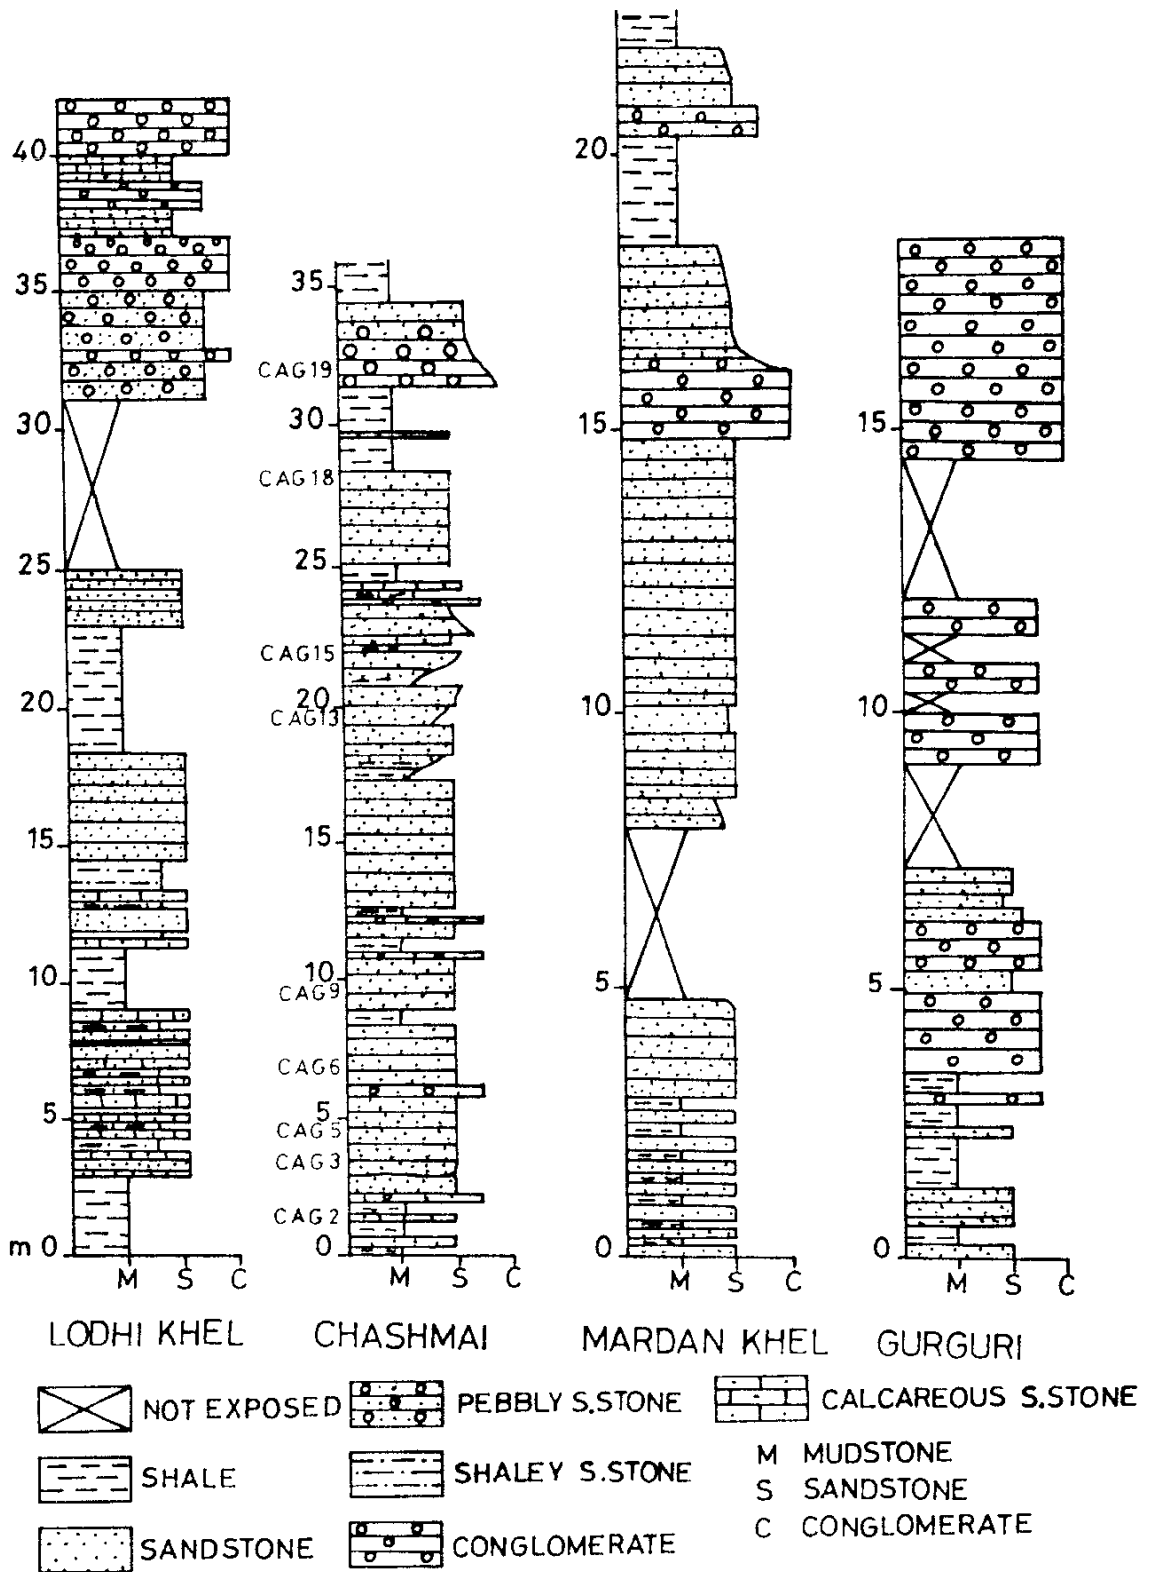 40
35
30
25
20
15
10
5
m 0
M S C
LODHI KHEL
35
CAG19
30
CAG18
25
CAG15
20
CAG13
15
10
CAG9
CAG6
5
CAG5
CAG3
CAG2
0
M S C
CHASHMAI
20
15
10
5
0
M S C
MARDAN KHEL
15
10
5
0
M S C
GURGURI
NOT EXPOSED
SHALE
SANDSTONE
PEBBLY S.STONE
SHALEY S.STONE
CONGLOMERATE
CALCAREOUS S.STONE
M MUDSTONE
S SANDSTONE
C CONGLOMERATE